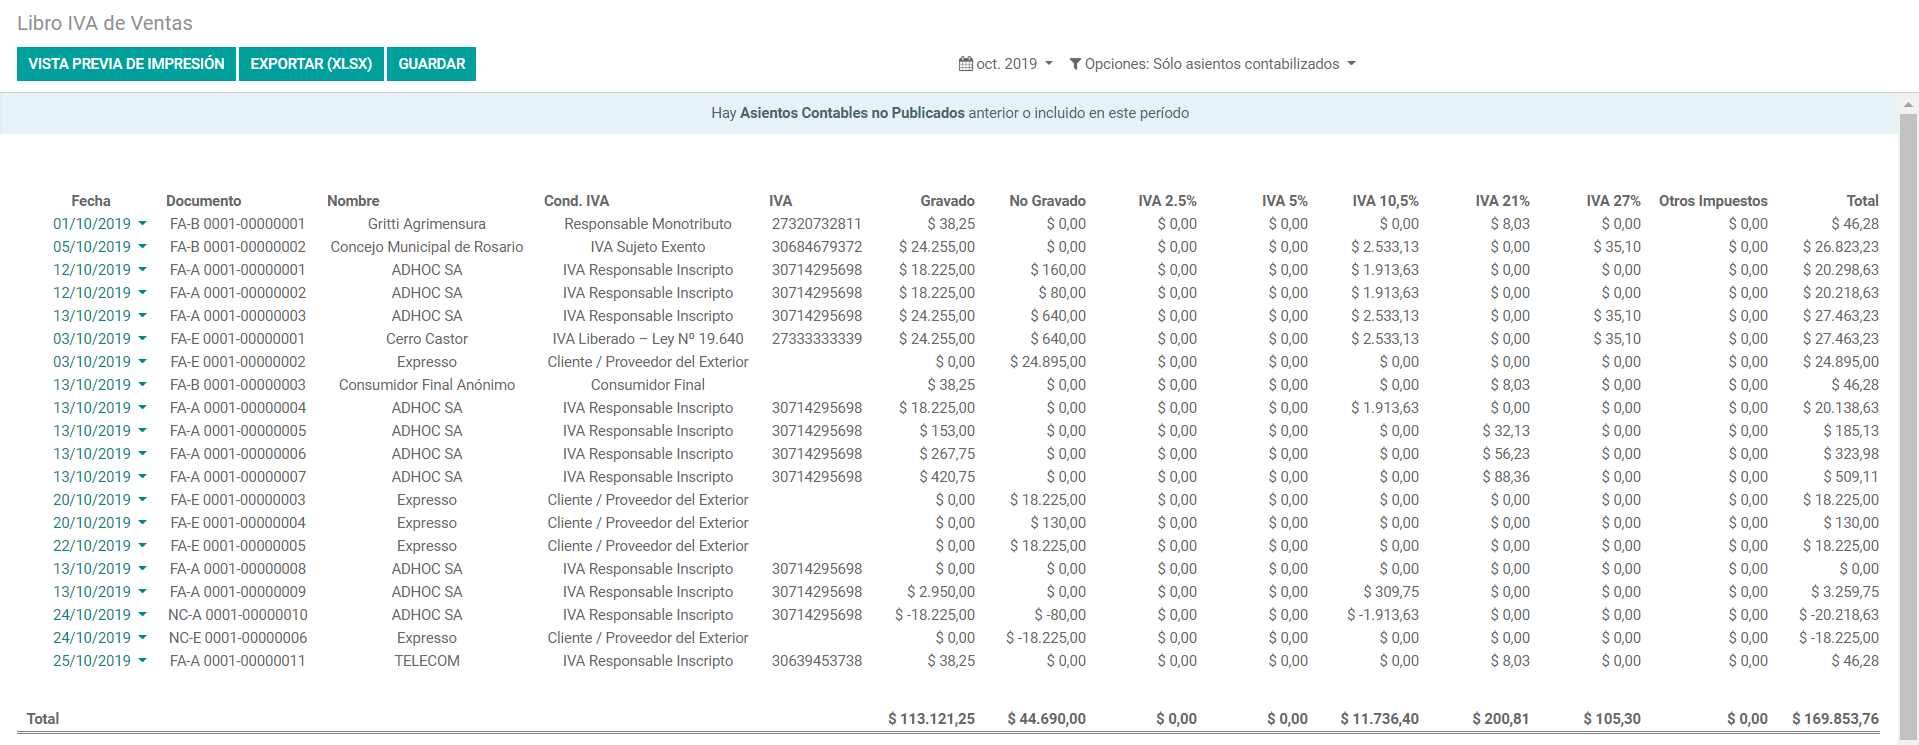 Libro IVA de Ventas
VISTA PREVIA DE IMPRESIÓN EXPORTAR (XLSX) GUARDAR oct. 2019 Opciones: Sólo asientos contabilizados
Hay Asientos Contables no Publicados anterior o incluido en este período
Fecha Documento Nombre Cond. IVA IVA Gravado No Gravado IVA 2.5% IVA 5% IVA 10,5% IVA 21% IVA 27% Otros Impuestos Total
01/10/2019 FA-B 0001-00000001 Gritti Agrimensura Responsable Monotributo 27320732811 $ 38,25 $ 0,00 $ 0,00 $ 0,00 $ 0,00 $ 8,03 $ 0,00 $ 0,00 $ 46,28
05/10/2019 FA-B 0001-00000002 Concejo Municipal de Rosario IVA Sujeto Exento 30684679372 $ 24.255,00 $ 0,00 $ 0,00 $ 0,00 $ 2.533,13 $ 0,00 $ 35,10 $ 0,00 $ 26.823,23
12/10/2019 FA-A 0001-00000001 ADHOC SA IVA Responsable Inscripto 30714295698 $ 18.225,00 $ 160,00 $ 0,00 $ 0,00 $ 1.913,63 $ 0,00 $ 0,00 $ 0,00 $ 20.298,63
12/10/2019 FA-A 0001-00000002 ADHOC SA IVA Responsable Inscripto 30714295698 $ 18.225,00 $ 80,00 $ 0,00 $ 0,00 $ 1.913,63 $ 0,00 $ 0,00 $ 0,00 $ 20.218,63
13/10/2019 FA-A 0001-00000003 ADHOC SA IVA Responsable Inscripto 30714295698 $ 24.255,00 $ 640,00 $ 0,00 $ 0,00 $ 2.533,13 $ 0,00 $ 35,10 $ 0,00 $ 27.463,23
03/10/2019 FA-E 0001-00000001 Cerro Castor IVA Liberado – Ley Nº 19.640 27333333339 $ 24.255,00 $ 640,00 $ 0,00 $ 0,00 $ 2.533,13 $ 0,00 $ 35,10 $ 0,00 $ 27.463,23
03/10/2019 FA-E 0001-00000002 Expresso Cliente / Proveedor del Exterior $ 0,00 $ 24.895,00 $ 0,00 $ 0,00 $ 0,00 $ 0,00 $ 0,00 $ 0,00 $ 24.895,00
13/10/2019 FA-B 0001-00000003 Consumidor Final Anónimo Consumidor Final $ 38,25 $ 0,00 $ 0,00 $ 0,00 $ 0,00 $ 8,03 $ 0,00 $ 0,00 $ 46,28
13/10/2019 FA-A 0001-00000004 ADHOC SA IVA Responsable Inscripto 30714295698 $ 18.225,00 $ 0,00 $ 0,00 $ 0,00 $ 1.913,63 $ 0,00 $ 0,00 $ 0,00 $ 20.138,63
13/10/2019 FA-A 0001-00000005 ADHOC SA IVA Responsable Inscripto 30714295698 $ 153,00 $ 0,00 $ 0,00 $ 0,00 $ 0,00 $ 32,13 $ 0,00 $ 0,00 $ 185,13
13/10/2019 FA-A 0001-00000006 ADHOC SA IVA Responsable Inscripto 30714295698 $ 267,75 $ 0,00 $ 0,00 $ 0,00 $ 0,00 $ 56,23 $ 0,00 $ 0,00 $ 323,98
13/10/2019 FA-A 0001-00000007 ADHOC SA IVA Responsable Inscripto 30714295698 $ 420,75 $ 0,00 $ 0,00 $ 0,00 $ 0,00 $ 88,36 $ 0,00 $ 0,00 $ 509,11
20/10/2019 FA-E 0001-00000003 Expresso Cliente / Proveedor del Exterior $ 0,00 $ 18.225,00 $ 0,00 $ 0,00 $ 0,00 $ 0,00 $ 0,00 $ 0,00 $ 18.225,00
20/10/2019 FA-E 0001-00000004 Expresso Cliente / Proveedor del Exterior $ 0,00 $ 130,00 $ 0,00 $ 0,00 $ 0,00 $ 0,00 $ 0,00 $ 0,00 $ 130,00
22/10/2019 FA-E 0001-00000005 Expresso Cliente / Proveedor del Exterior $ 0,00 $ 18.225,00 $ 0,00 $ 0,00 $ 0,00 $ 0,00 $ 0,00 $ 0,00 $ 18.225,00
13/10/2019 FA-A 0001-00000008 ADHOC SA IVA Responsable Inscripto 30714295698 $ 0,00 $ 0,00 $ 0,00 $ 0,00 $ 0,00 $ 0,00 $ 0,00 $ 0,00 $ 0,00
13/10/2019 FA-A 0001-00000009 ADHOC SA IVA Responsable Inscripto 30714295698 $ 2.950,00 $ 0,00 $ 0,00 $ 0,00 $ 309,75 $ 0,00 $ 0,00 $ 0,00 $ 3.259,75
24/10/2019 NC-A 0001-00000010 ADHOC SA IVA Responsable Inscripto 30714295698 $ -18.225,00 $ -80,00 $ 0,00 $ 0,00 $ -1.913,63 $ 0,00 $ 0,00 $ 0,00 $ -20.218,63
24/10/2019 NC-E 0001-00000006 Expresso Cliente / Proveedor del Exterior $ 0,00 $ -18.225,00 $ 0,00 $ 0,00 $ 0,00 $ 0,00 $ 0,00 $ 0,00 $ -18.225,00
25/10/2019 FA-A 0001-00000011 TELECOM IVA Responsable Inscripto 30639453738 $ 38,25 $ 0,00 $ 0,00 $ 0,00 $ 0,00 $ 8,03 $ 0,00 $ 0,00 $ 46,28
Total $ 113.121,25 $ 44.690,00 $ 0,00 $ 0,00 $ 11.736,40 $ 200,81 $ 105,30 $ 0,00 $ 169.853,76